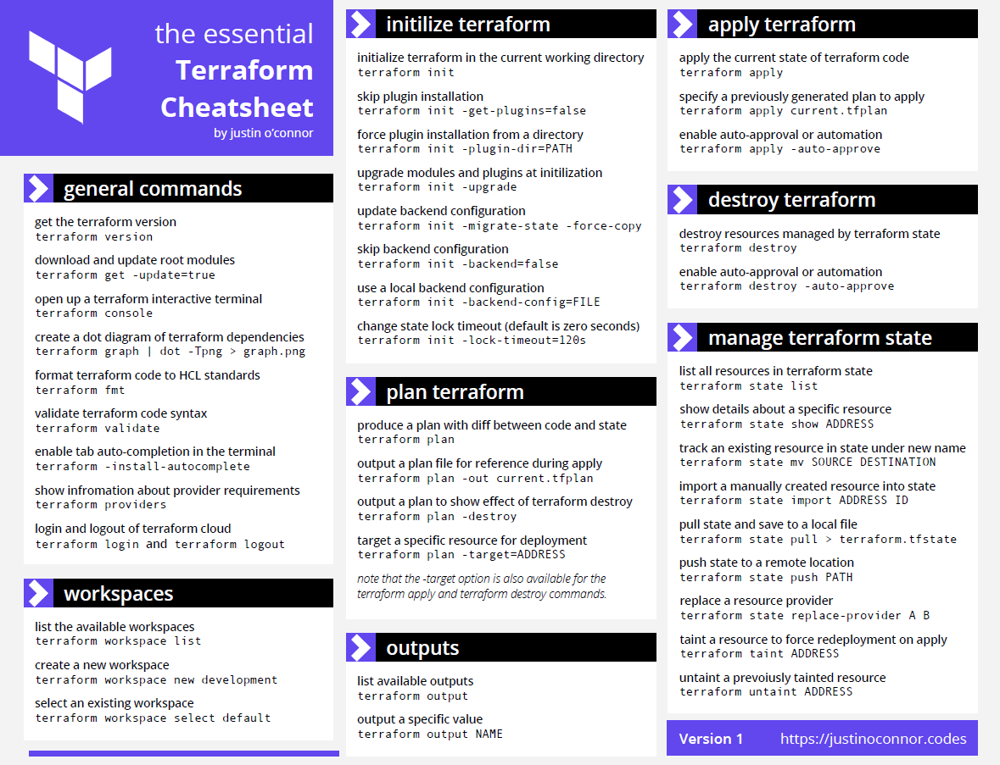 the essential
Terraform
Cheatsheet
by justin o’connor
general commands
get the terraform version
terraform version
download and update root modules
terraform get -update=true
open up a terraform interactive terminal
terraform console
create a dot diagram of terraform dependencies
terraform graph | dot -Tpng > graph.png
format terraform code to HCL standards
terraform fmt
validate terraform code syntax
terraform validate
enable tab auto-completion in the terminal
terraform -install-autocomplete
show infromation about provider requirements
terraform providers
login and logout of terraform cloud
terraform login and terraform logout
workspaces
list the available workspaces
terraform workspace list
create a new workspace
terraform workspace new development
select an existing workspace
terraform workspace select default
initilize terraform
initialize terraform in the current working directory
terraform init
skip plugin installation
terraform init -get-plugins=false
force plugin installation from a directory
terraform init -plugin-dir=PATH
upgrade modules and plugins at initilization
terraform init -upgrade
update backend configuration
terraform init -migrate-state -force-copy
skip backend configuration
terraform init -backend=false
use a local backend configuration
terraform init -backend-config=FILE
change state lock timeout (default is zero seconds)
terraform init -lock-timeout=120s
plan terraform
produce a plan with diff between code and state
terraform plan
output a plan file for reference during apply
terraform plan -out current.tfplan
output a plan to show effect of terraform destroy
terraform plan -destroy
target a specific resource for deployment
terraform plan -target=ADDRESS
note that the -target option is also available for the
terraform apply and terraform destroy commands.
outputs
list available outputs
terraform output
output a specific value
terraform output NAME
apply terraform
apply the current state of terraform code
terraform apply
specify a previously generated plan to apply
terraform apply current.tfplan
enable auto-approval or automation
terraform apply -auto-approve
destroy terraform
destroy resources managed by terraform state
terraform destroy
enable auto-approval or automation
terraform destroy -auto-approve
manage terraform state
list all resources in terraform state
terraform state list
show details about a specific resource
terraform state show ADDRESS
track an existing resource in state under new name
terraform state mv SOURCE DESTINATION
import a manually created resource into state
terraform state import ADDRESS ID
pull state and save to a local file
terraform state pull > terraform.tfstate
push state to a remote location
terraform state push PATH
replace a resource provider
terraform state replace-provider A B
taint a resource to force redeployment on apply
terraform taint ADDRESS
untaint a prevoiusly tainted resource
terraform untaint ADDRESS
Version 1 https://justinoconnor.codes